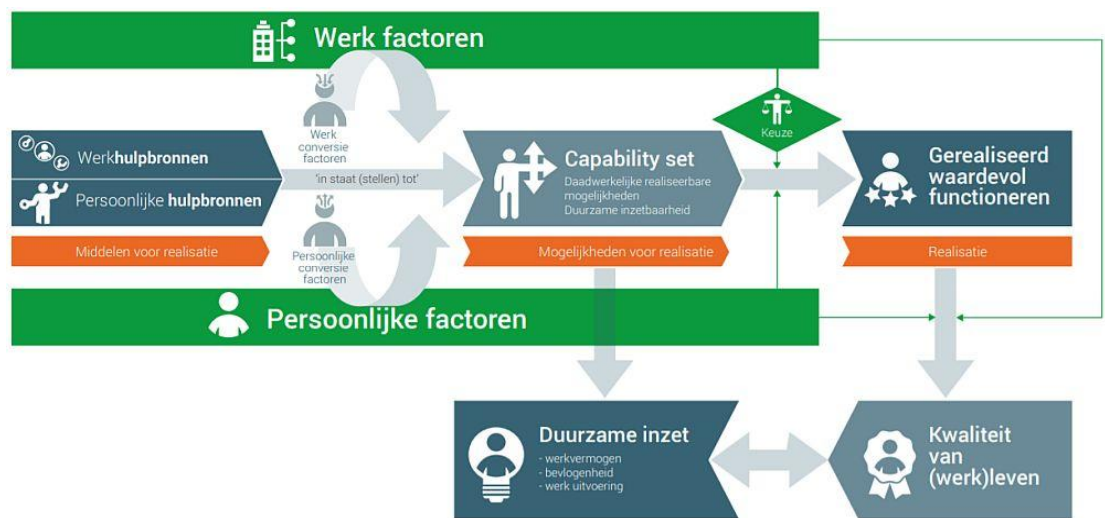 Werk factoren
Werk
conversie
factoren
Keuze
Werkhulpbronnen
Persoonlijke hulpbronnen
'in staat (stellen) tot'
Capability set
Daadwerkelijke realiseerbare
mogelijkheden
Duurzame inzetbaarheid
Gerealiseerd
waardevol
functioneren
Middelen voor realisatie
Persoonlijke
conversie
factoren
Mogelijkheden voor realisatie
Realisatie
Persoonlijke factoren
Duurzame inzet
- werkvermogen
- bevlogenheid
- werk uitvoering
Kwaliteit
van
(werk)leven